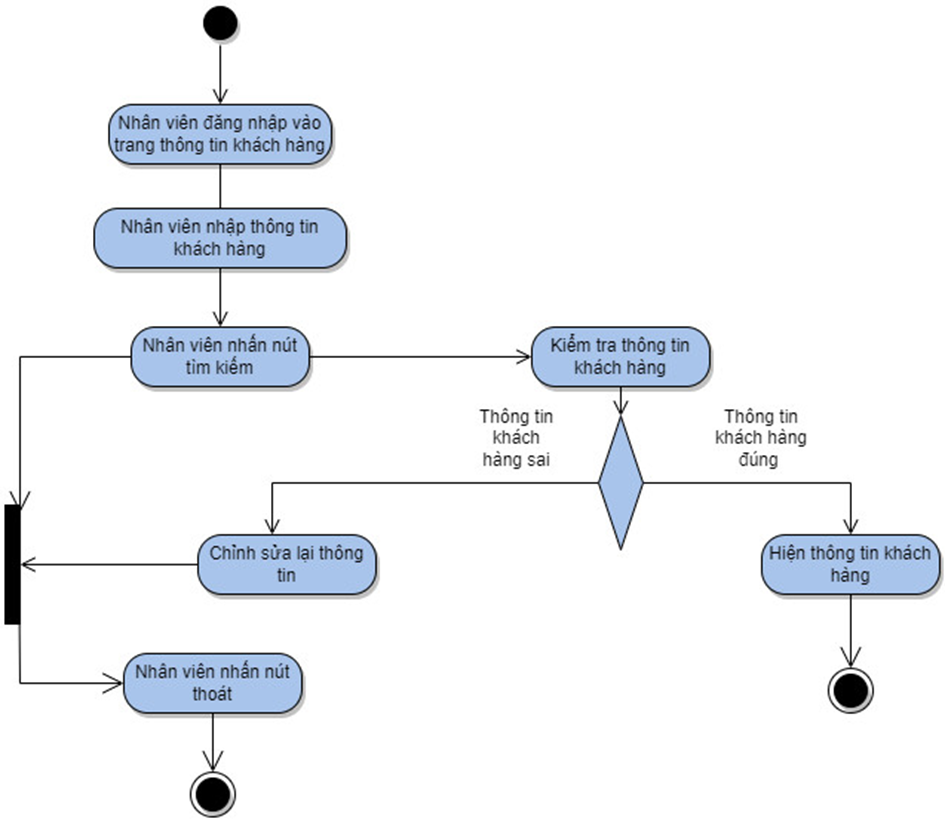 Nhân viên đăng nhập vào
trang thông tin khách hàng
Nhân viên nhập thông tin
khách hàng
Nhân viên nhấn nút
tìm kiếm
Kiểm tra thông tin
khách hàng
Thông tin
khách
hàng sai
Thông tin
khách hàng
đúng
Chỉnh sửa lại thông
tin
Hiện thông tin khách
hàng
Nhân viên nhấn nút
thoát